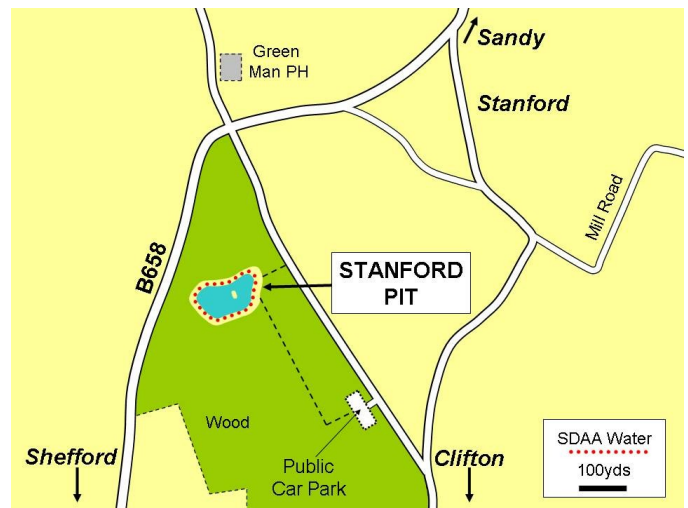 Green
Man PH
Sandy
Stanford
Mill Road
B658
STANFORD
PIT
Wood
Shefford
Public
Car Park
Clifton
SDAA Water
100yds